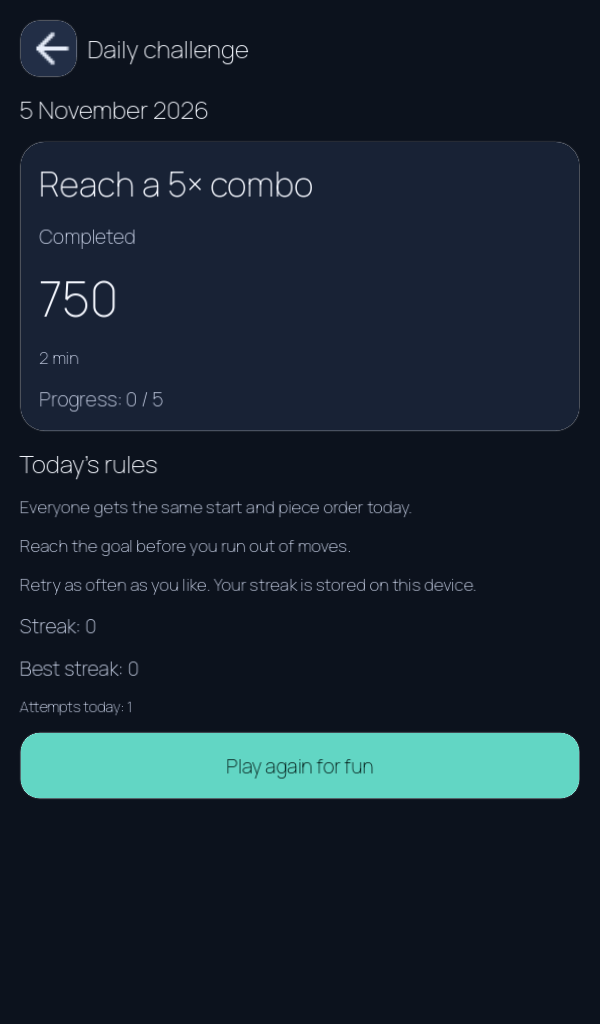 Daily challenge
5 November 2026
Reach a 5× combo
Completed
750
2 min
Progress: 0 / 5
Today's rules
Everyone gets the same start and piece order today.
Reach the goal before you run out of moves.
Retry as often as you like. Your streak is stored on this device.
Streak: 0
Best streak: 0
Attempts today: 1
Play again for fun